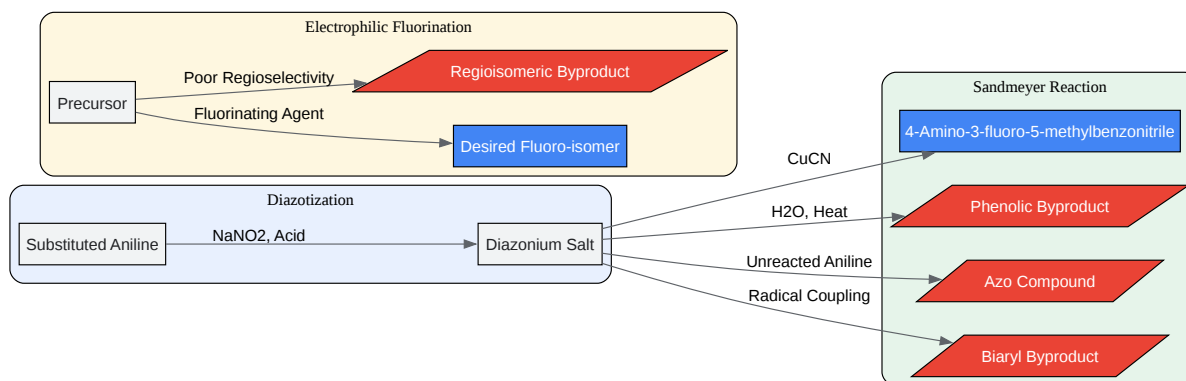 Electrophilic Fluorination
Precursor
Poor Regioselectivity
Regioisomeric Byproduct
Fluorinating Agent
Desired Fluoro-isomer
Diazotization
Substituted Aniline
NaNO2, Acid
Diazonium Salt
Sandmeyer Reaction
CuCN
4-Amino-3-fluoro-5-methylbenzonitrile
H2O, Heat
Phenolic Byproduct
Unreacted Aniline
Azo Compound
Radical Coupling
Biaryl Byproduct